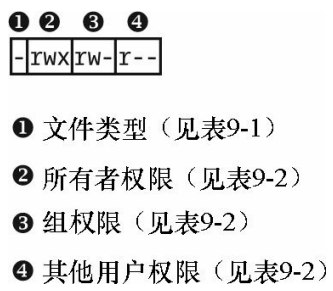 ❶ ❷ ❸ ❹
-rwxrw-r--
❶ 文件类型（见表9-1）
❷ 所有者权限（见表9-2）
❸ 组权限（见表9-2）
❹ 其他用户权限（见表9-2）